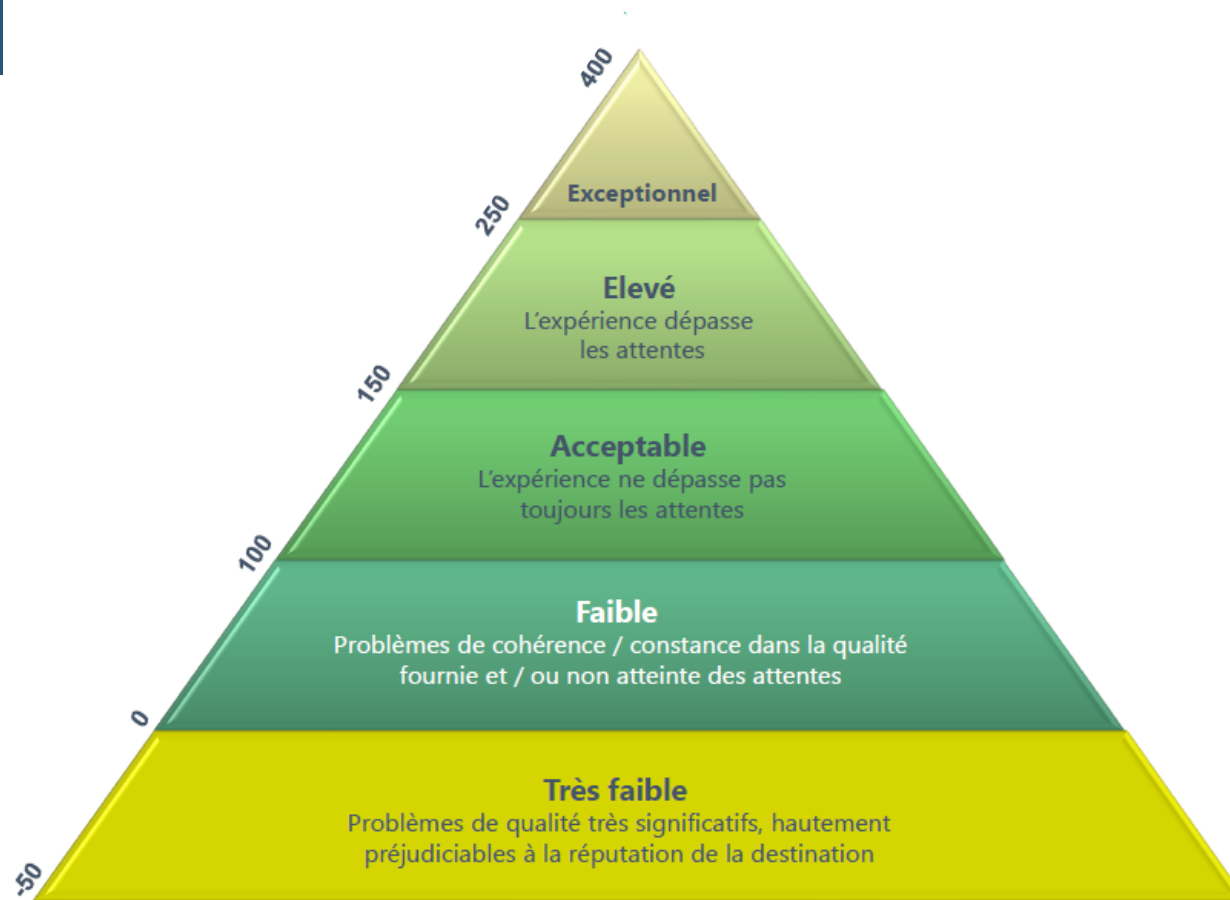 400
Exceptionnel
250
Elevé
L'expérience dépasse
les attentes
150
Acceptable
L'expérience ne dépasse pas
toujours les attentes
100
Faible
Problèmes de cohérence / constance dans la qualité
fournie et / ou non atteinte des attentes
0
Très faible
Problèmes de qualité très significatifs, hautement
préjudiciables à la réputation de la destination
-50